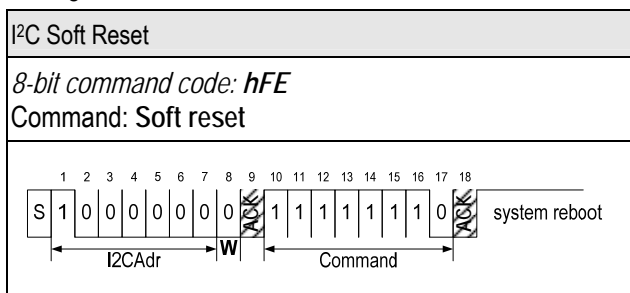 I²C Soft Reset
8-bit command code: hFE
Command: Soft reset
1 2 3 4 5 6 7 8 9 10 11 12 13 14 15 16 17 18
S 1 0 0 0 0 0 0 0 ACK 1 1 1 1 1 1 1 0 ACK system reboot
I2CAdr W Command